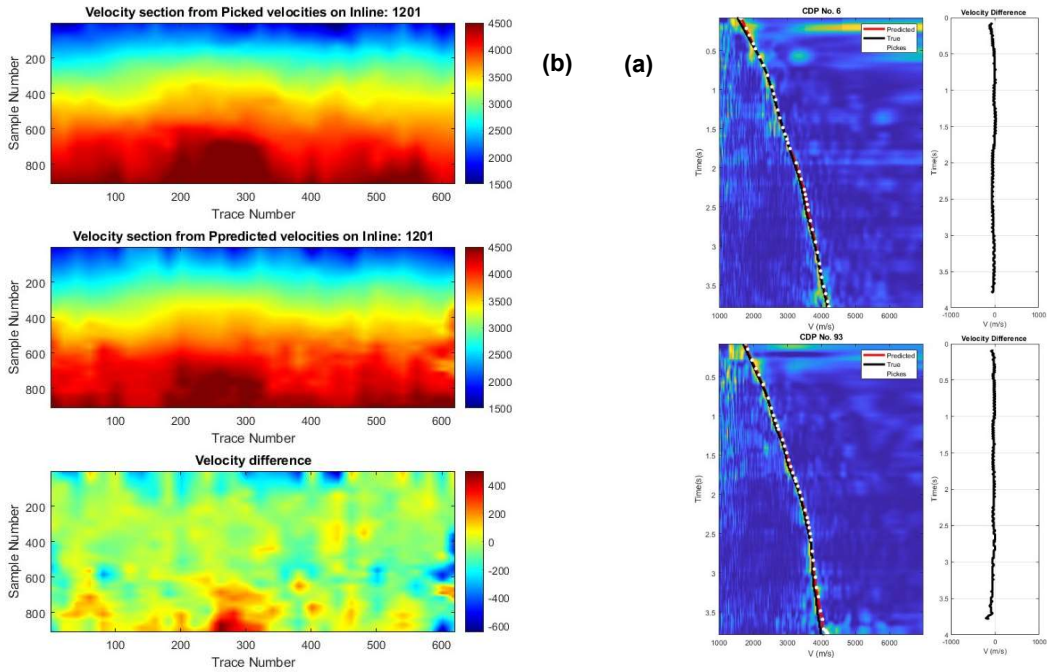 Velocity section from Picked velocities on Inline: 1201
Sample Number
200
400
600
800
100 200 300 400 500 600
Trace Number
4500
4000
3500
3000
2500
2000
1500
Velocity section from Ppredicted velocities on Inline: 1201
Sample Number
200
400
600
800
100 200 300 400 500 600
Trace Number
4500
4000
3500
3000
2500
2000
1500
Velocity difference
Sample Number
200
400
600
800
100 200 300 400 500 600
Trace Number
400
200
0
-200
-400
-600
(b)
(a)
CDP No. 6
Predicted
True
Pickes
Time(s)
0.5
1
1.5
2
2.5
3
3.5
1000 2000 3000 4000 5000 6000
V (m/s)
Velocity Difference
Time(s)
0
0.5
1
1.5
2
2.5
3
3.5
4
-1000 0 1000
V (m/s)
CDP No. 93
Predicted
True
Pickes
Time(s)
0.5
1
1.5
2
2.5
3
3.5
1000 2000 3000 4000 5000 6000
V (m/s)
Velocity Difference
Time(s)
0
0.5
1
1.5
2
2.5
3
3.5
4
-1000 0 1000
V (m/s)